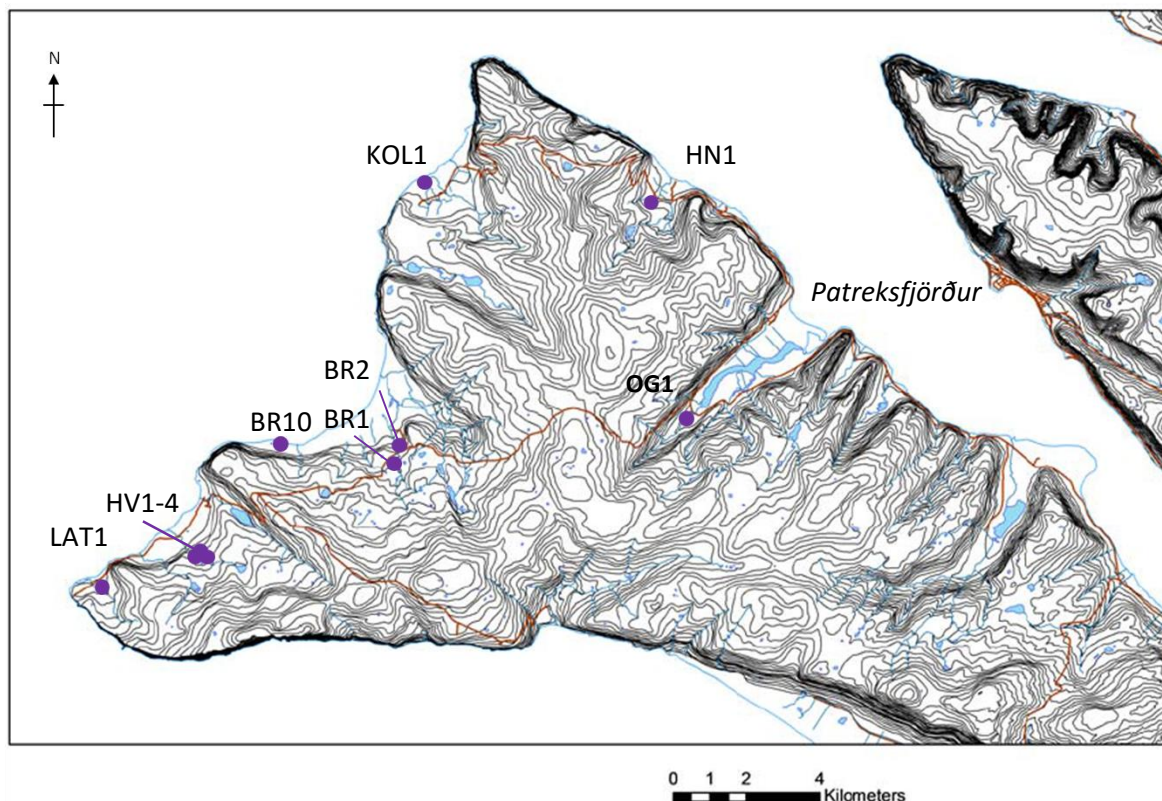 N
KOL1
HN1
Patreksfjörður
BR2
OG1
BR10 BR1
HV1-4
LAT1
0 1 2 4
Kilometers